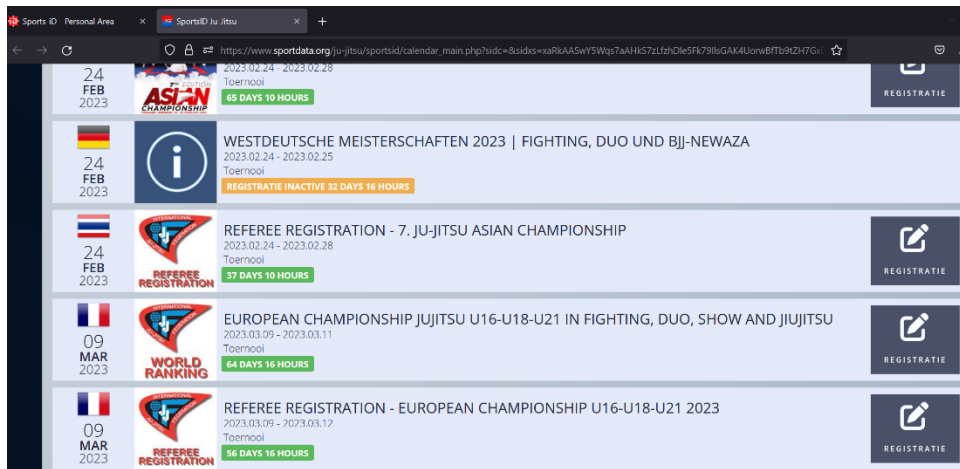 Sports iD Personal Area
SportsID Ju Jitsu
https://www.sportdata.org/ju-jitsu/sportsid/calendar_main.php?sidc=&sidxs=
24
FEB
2023
7TH EDITION
ASIAN
CHAMPIONSHIP
2023.02.24 - 2023.02.28
Toernooi
65 DAYS 10 HOURS
REGISTRATIE
24
FEB
2023
WESTDEUTSCHE MEISTERSCHAFTEN 2023 | FIGHTING, DUO UND BJJ-NEWAZA
2023.02.24 - 2023.02.25
Toernooi
REGISTRATIE INACTIVE 32 DAYS 16 HOURS
24
FEB
2023
INTERNATIONAL
REFEREE
REGISTRATION
REFEREE REGISTRATION - 7. JU-JITSU ASIAN CHAMPIONSHIP
2023.02.24 - 2023.02.28
Toernooi
37 DAYS 10 HOURS
REGISTRATIE
09
MAR
2023
INTERNATIONAL
WORLD
RANKING
EUROPEAN CHAMPIONSHIP JUJITSU U16-U18-U21 IN FIGHTING, DUO, SHOW AND JIUJITSU
2023.03.09 - 2023.03.11
Toernooi
64 DAYS 16 HOURS
REGISTRATIE
09
MAR
2023
INTERNATIONAL
REFEREE
REGISTRATION
REFEREE REGISTRATION - EUROPEAN CHAMPIONSHIP U16-U18-U21 2023
2023.03.09 - 2023.03.12
Toernooi
56 DAYS 16 HOURS
REGISTRATIE